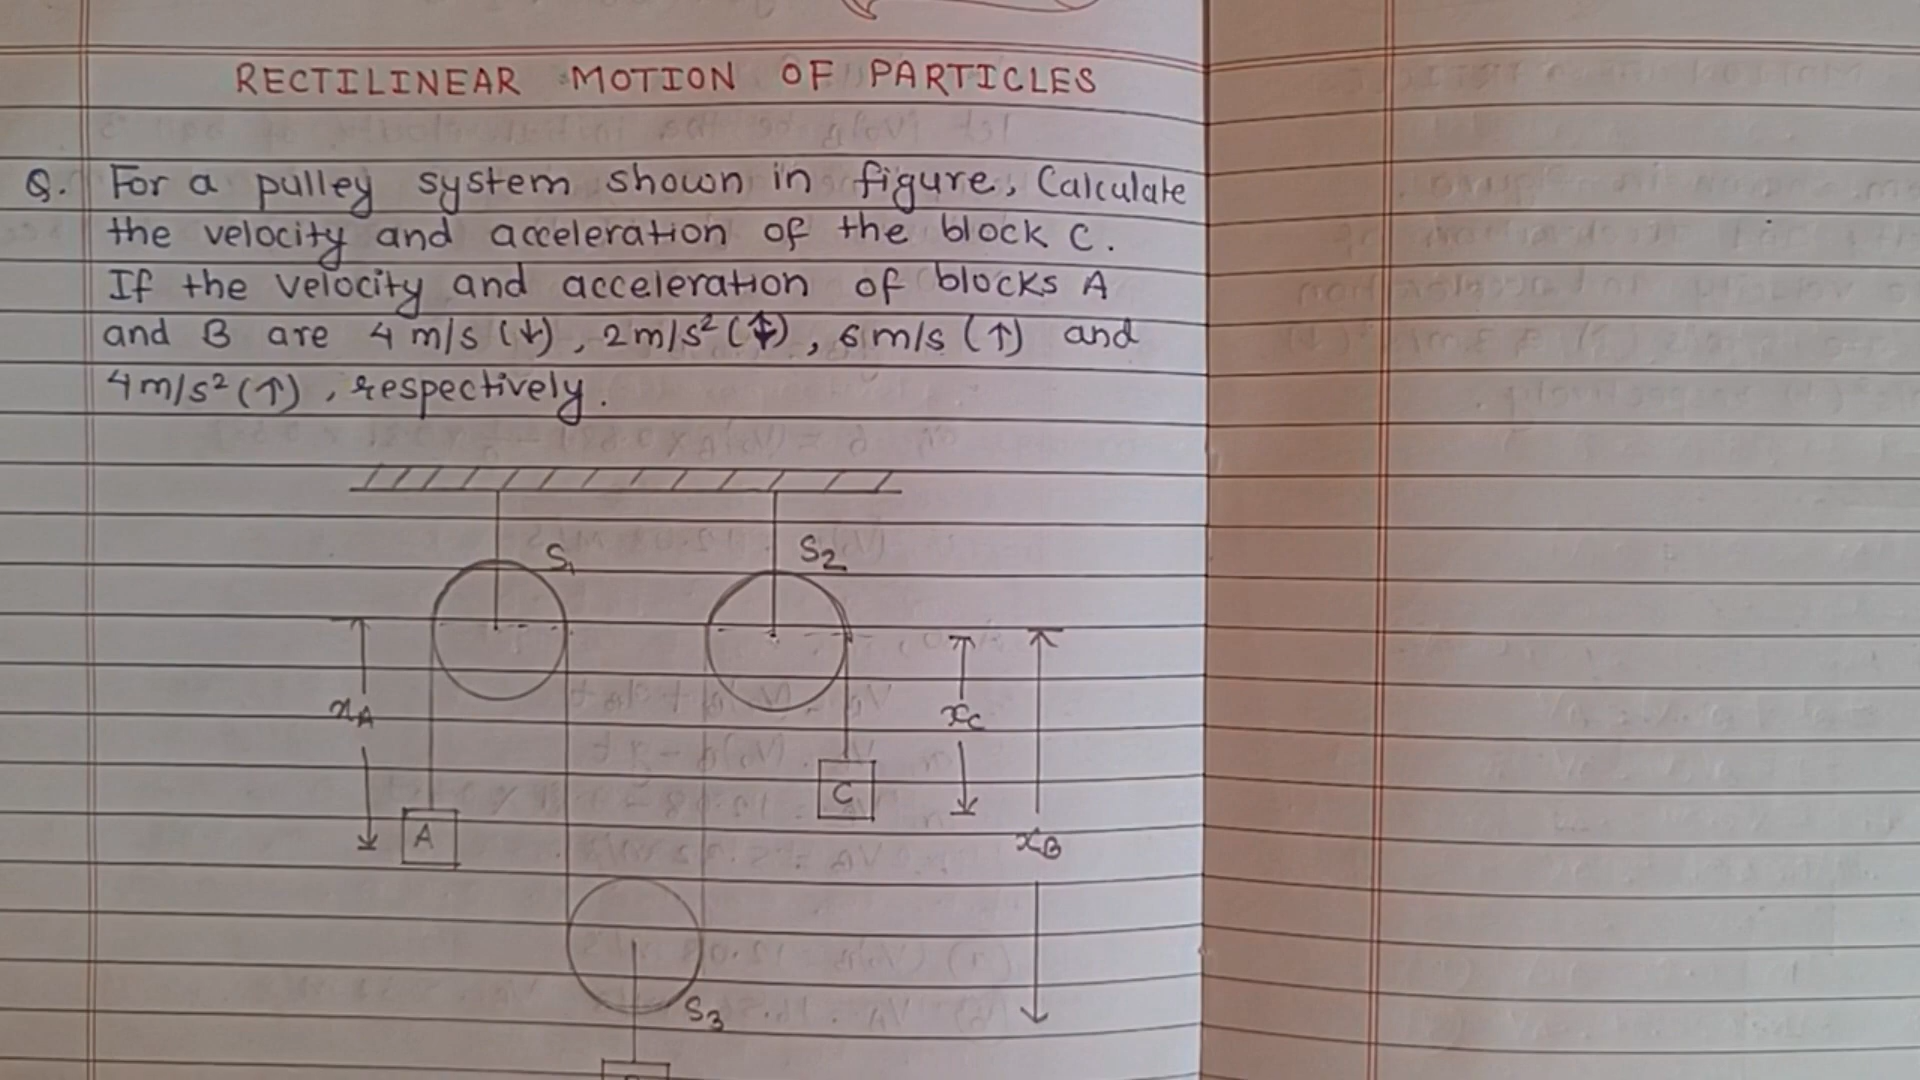 RECTILINEAR MOTION OF PARTICLES
Q. For a pulley system shown in figure, Calculate
the velocity and acceleration of the block C.
If the velocity and acceleration of blocks A
and B are 4 m/s (↓), 2 m/s² (↓), 6 m/s (↑) and
4 m/s² (↑), respectively.
S₁
S₂
xA
xC
C
A
xB
S₃